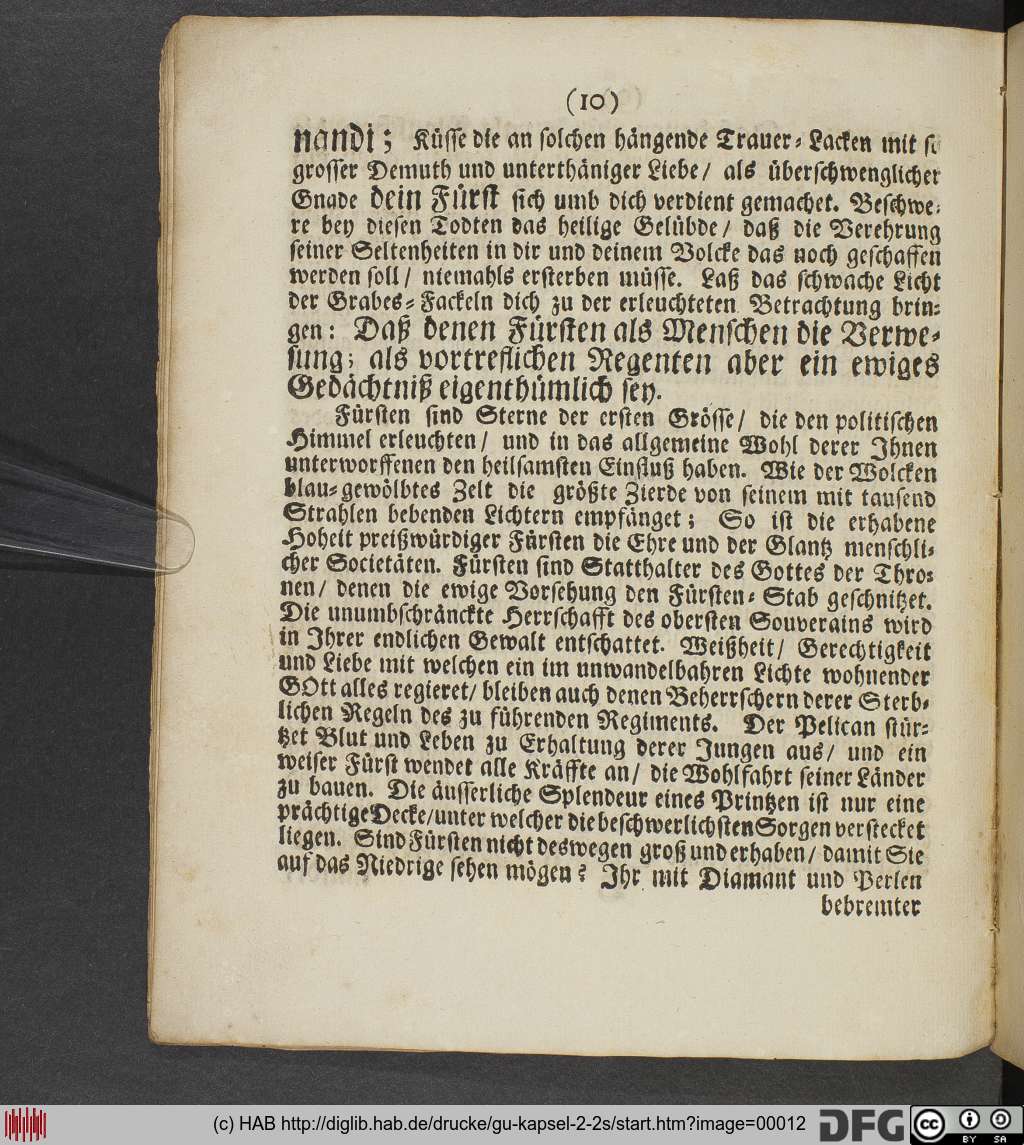 (10)
nandi; Küsse die an solchen hängende Trauer-Lacken mit so
grosser Demuth und unterthäniger Liebe/ als überschwenglicher
Gnade dein Fürst sich umb dich verdient gemachet. Beschwe-
re bey diesen Todten das heilige Gelübde/ daß die Verehrung
seiner Seltenheiten in dir und deinem Volcke das noch geschaffen
werden soll/ niemahls ersterben müsse. Laß das schwache Licht
der Grabes-Fackeln dich zu der erleuchteten Betrachtung brin-
gen: Daß denen Fürsten als Menschen die Verwe-
sung; als vortreflichen Regenten aber ein ewiges
Gedächtniß eigenthümlich sey.
Fürsten sind Sterne der ersten Grösse/ die den politischen
Himmel erleuchten/ und in das allgemeine Wohl derer Ihnen
unterworffenen den heilsamsten Einfluß haben. Wie der Wolcken
blau-gewölbtes Zelt die größte Zierde von seinem mit tausend
Strahlen bebenden Lichtern empfänget; So ist die erhabene
Hoheit preißwürdiger Fürsten die Ehre und der Glantz menschli-
cher Societäten. Fürsten sind Statthalter des Gottes der Thro-
nen/ denen die ewige Vorsehung den Fürsten-Stab geschnitzet.
Die unumbschränckte Herrschafft des obersten Souverains wird
in Ihrer endlichen Gewalt entschattet. Weißheit/ Gerechtigkeit
und Liebe mit welchen ein im unwandelbahren Lichte wohnender
GOtt alles regieret/ bleiben auch denen Beherrschern derer Sterb-
lichen Regeln des zu führenden Regiments. Der Pelican stür-
tzet Blut und Leben zu Erhaltung derer Jungen aus/ und ein
weiser Fürst wendet alle Kräffte an/ die Wohlfahrt seiner Länder
zu bauen. Die äusserliche Splendeur eines Printzen ist nur eine
prächtige Decke/ unter welcher die beschwerlichsten Sorgen verstecket
liegen. Sind Fürsten nicht deswegen groß und erhaben/ damit Sie
auf das Niedrige sehen mögen? Ihr mit Diamant und Perlen
bebremter
(c) HAB http://diglib.hab.de/drucke/gu-kapsel-2-2s/start.htm?image=00012
DFG
cc
BY
SA